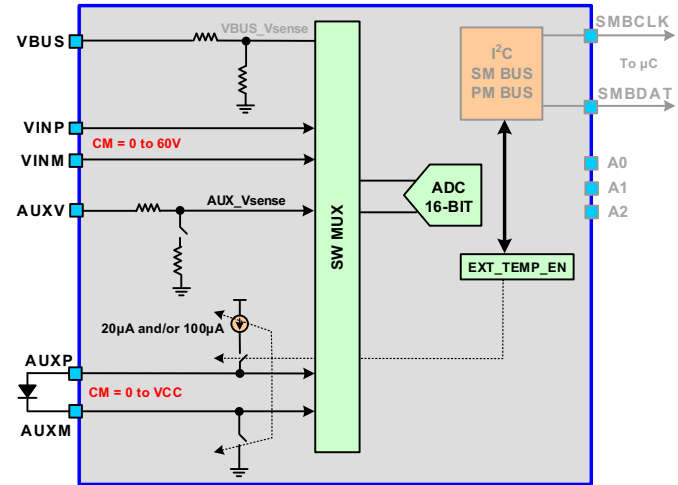 VBUS
VBUS_Vsense
SMBCLK
I²C
SM BUS
PM BUS
To µC
SMBDAT
VINP
CM = 0 to 60V
VINM
A0
A1
A2
ADC
16-BIT
AUXV
AUX_Vsense
SW MUX
EXT_TEMP_EN
20µA and/or 100µA
AUXP
CM = 0 to VCC
AUXM